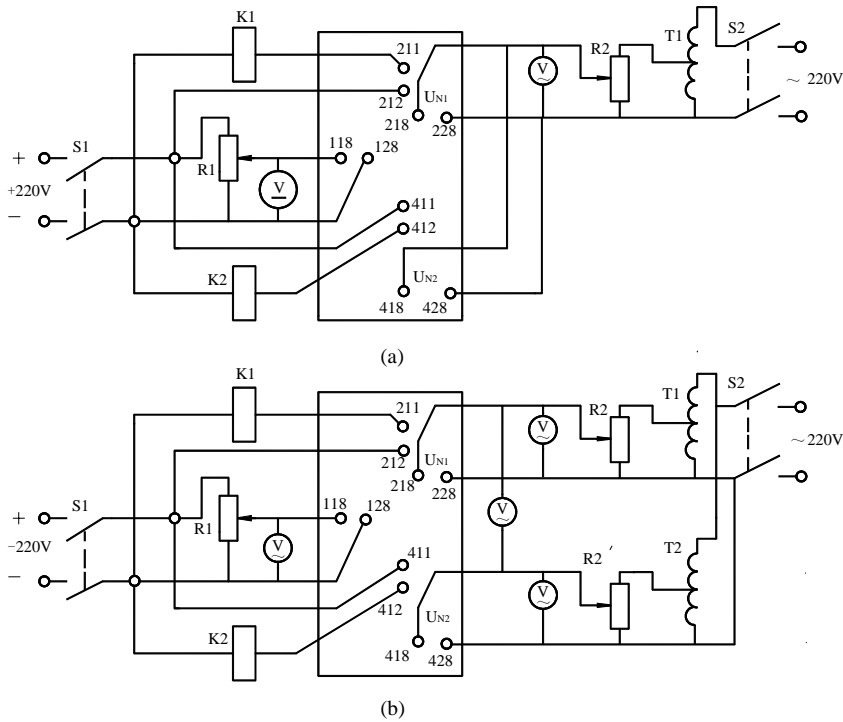 K1
T1
S2
211
R2
V
~
UN1
212
~ 220V
218
228
S1
118
128
+
R1
+220V
V
−
411
412
K2
UN2
418
428
(a)
K1
T1
S2
211
R2
V
~
~220V
212
UN1
218
228
S1
118
128
V
~
+
R1
−220V
V
~
T2
411
R2′
−
412
V
~
UN2
K2
418
428
(b)